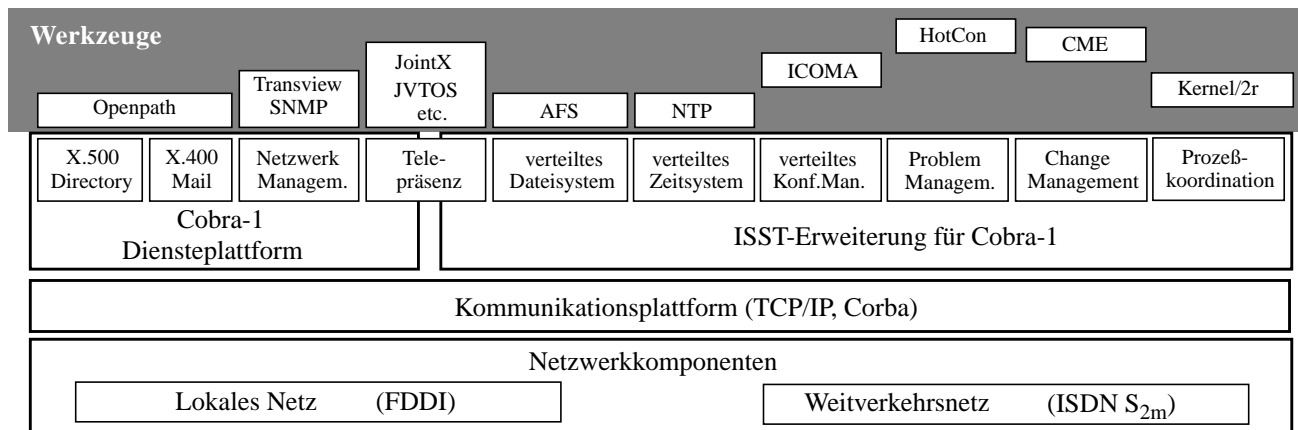 Werkzeuge
Openpath
Transview
SNMP
JointX
JVTOS
etc.
AFS
NTP
ICOMA
HotCon
CME
Kernel/2r
X.500
Directory
X.400
Mail
Netzwerk
Managem.
Tele-
präsenz
verteiltes
Dateisystem
verteiltes
Zeitsystem
verteiltes
Konf.Man.
Problem
Managem.
Change
Management
Prozeß-
koordination
Cobra-1
Diensteplattform
ISST-Erweiterung für Cobra-1
Kommunikationsplattform (TCP/IP, Corba)
Netzwerkkomponenten
Lokales Netz (FDDI)
Weitverkehrsnetz (ISDN S2m)